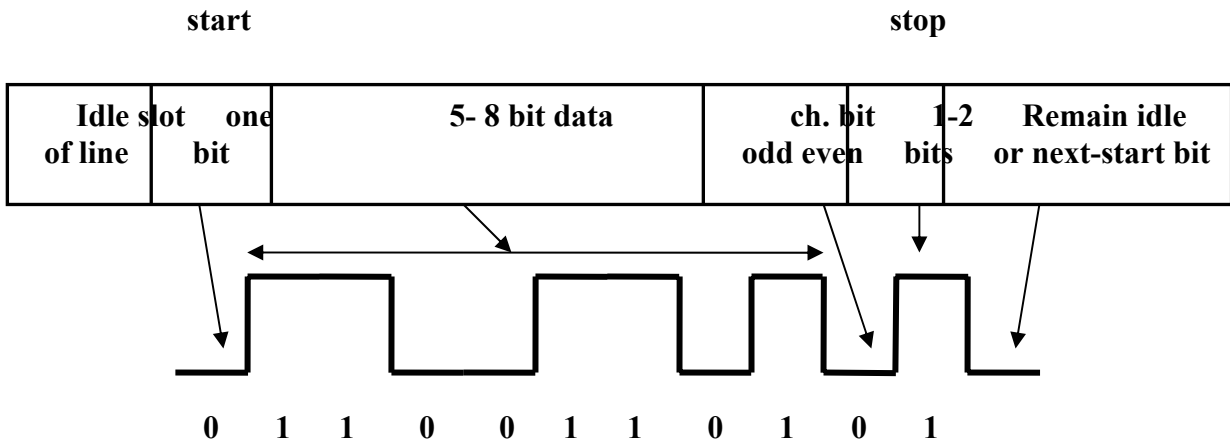 start stop
Idle slot one 5- 8 bit data ch. bit 1-2 Remain idle
of line bit odd even bits or next-start bit
0 1 1 0 0 1 1 0 1 0 1